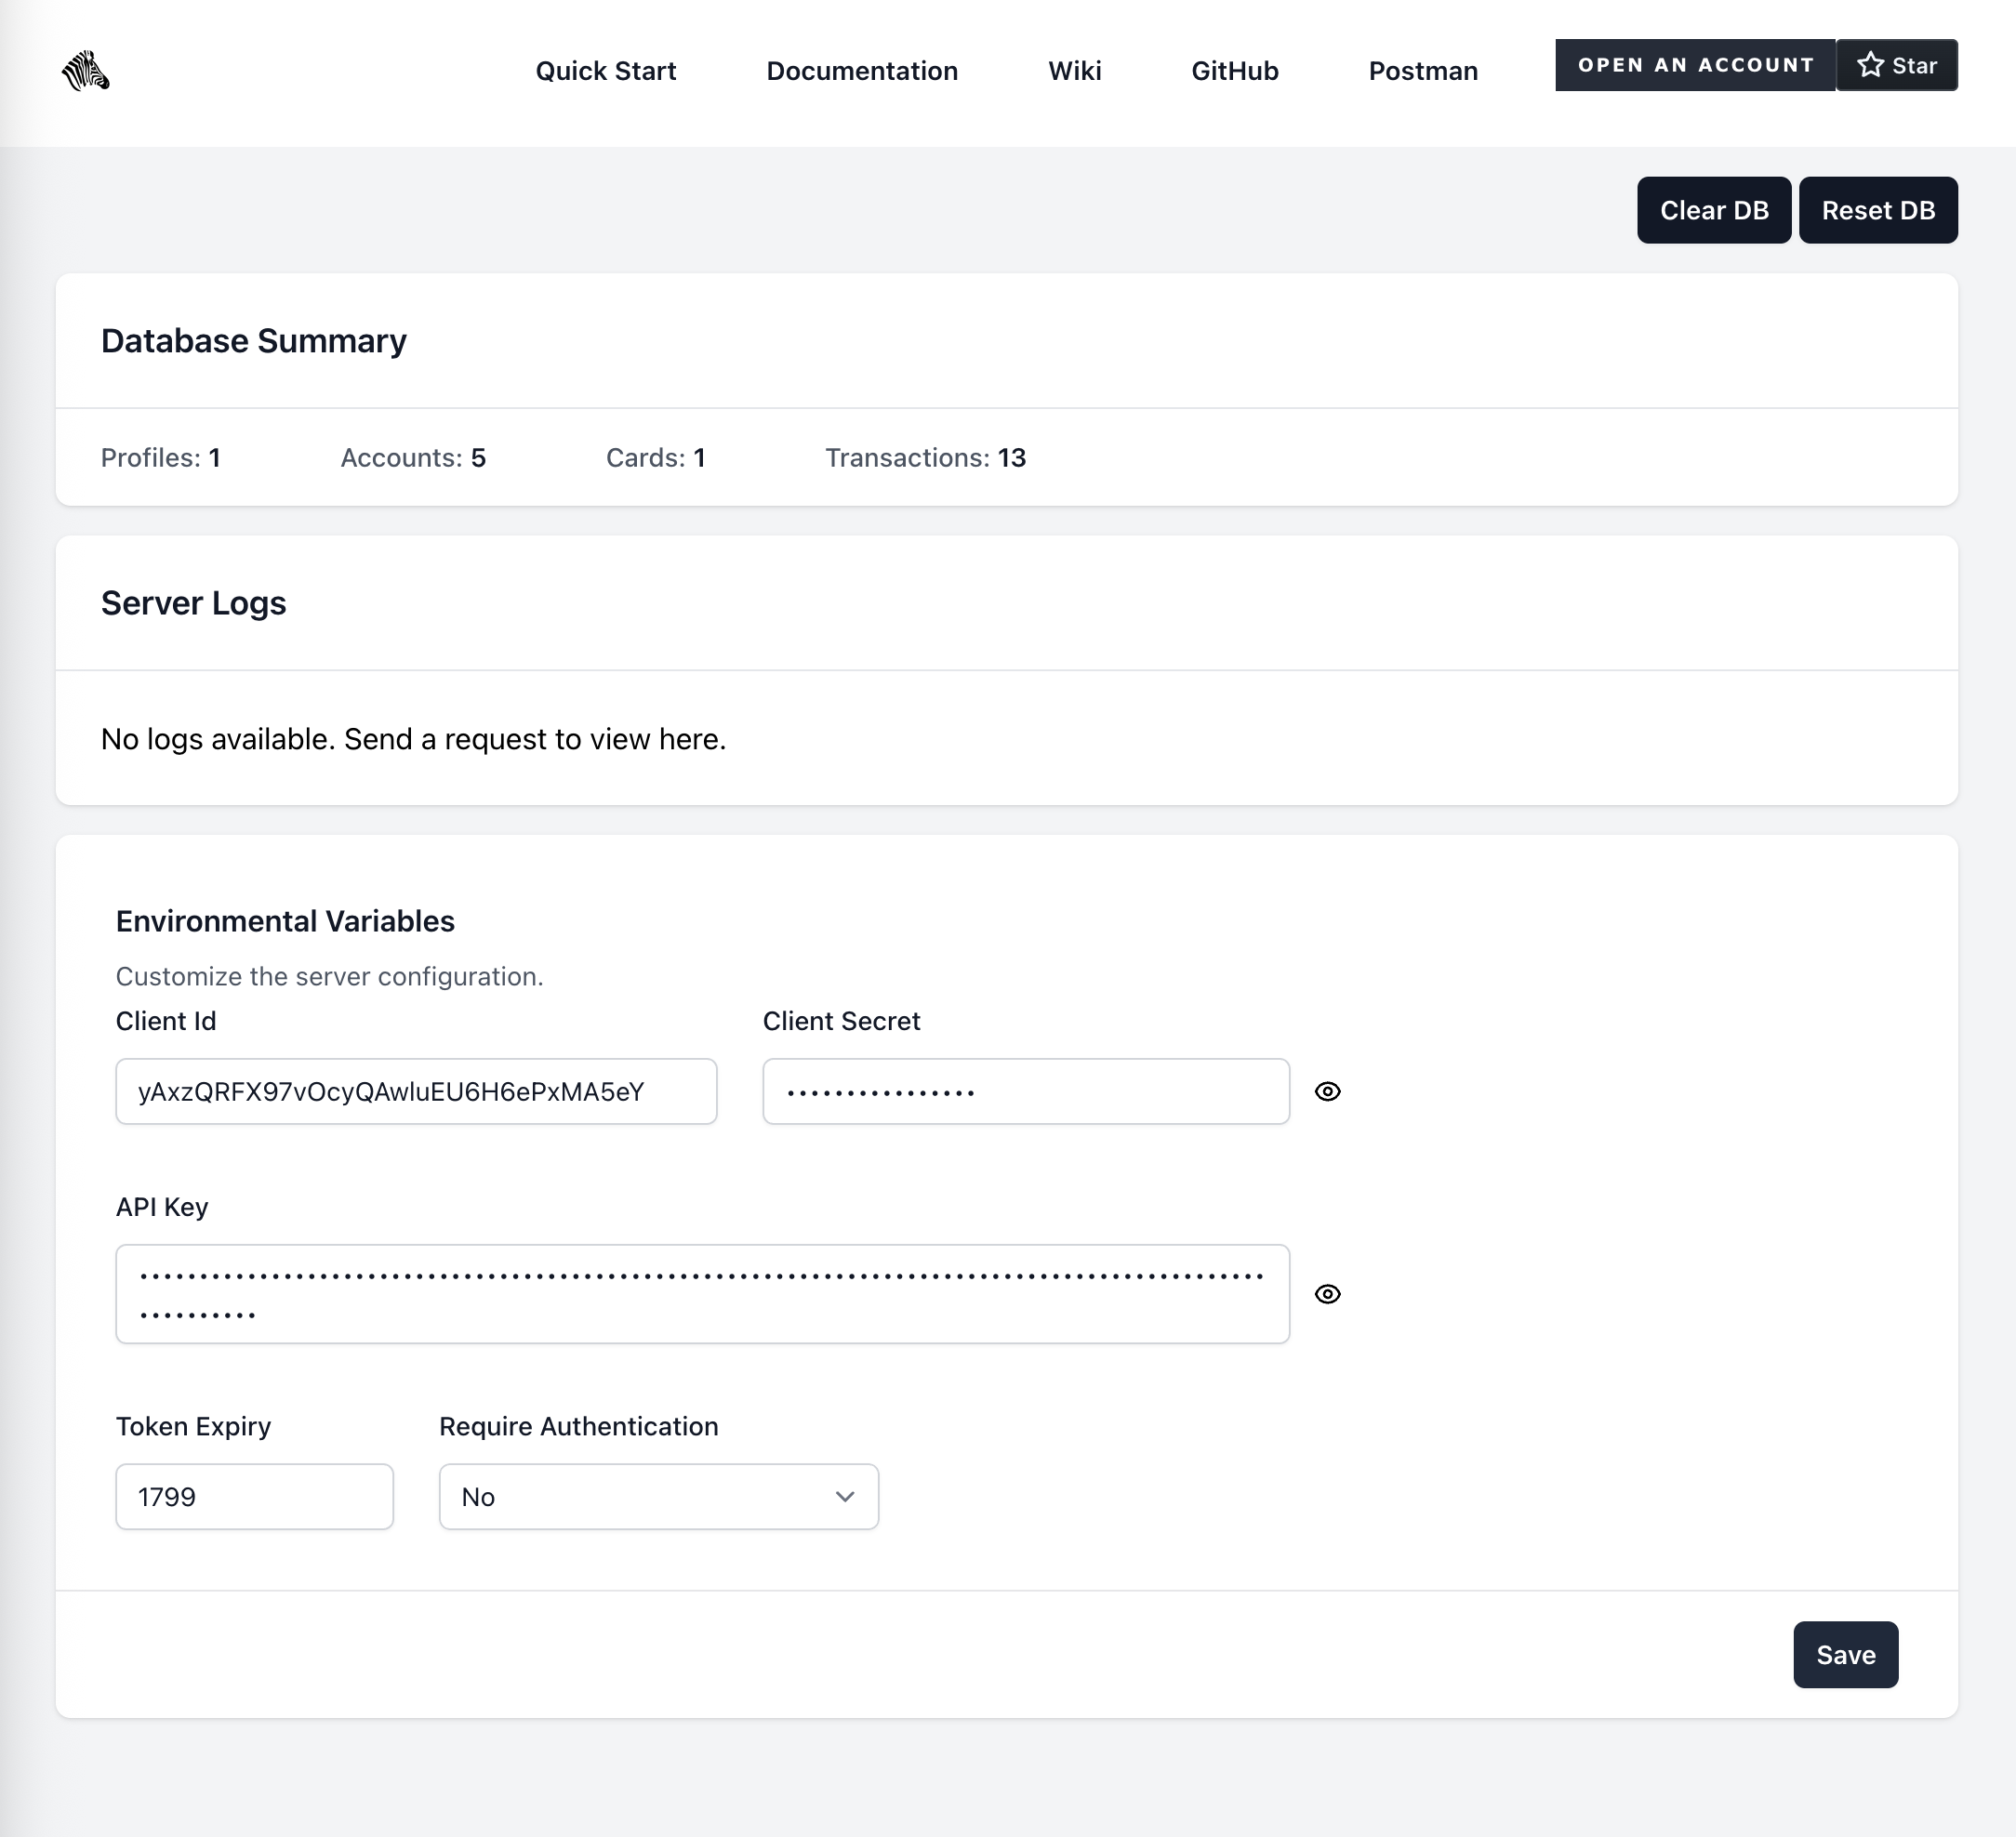 Quick Start Documentation Wiki GitHub Postman OPEN AN ACCOUNT Star
Clear DB Reset DB
Database Summary
Profiles: 1 Accounts: 5 Cards: 1 Transactions: 13
Server Logs
No logs available. Send a request to view here.
Environmental Variables
Customize the server configuration.
Client Id Client Secret
yAxzQRFX97vOcyQAwluEU6H6ePxMA5eY ••••••••••••••••
API Key
••••••••••••••••••••••••••••••••••••••••••••••••••••••••••••••••••••••••••••••••••••••••••••••
••••••••••
Token Expiry Require Authentication
1799 No
Save